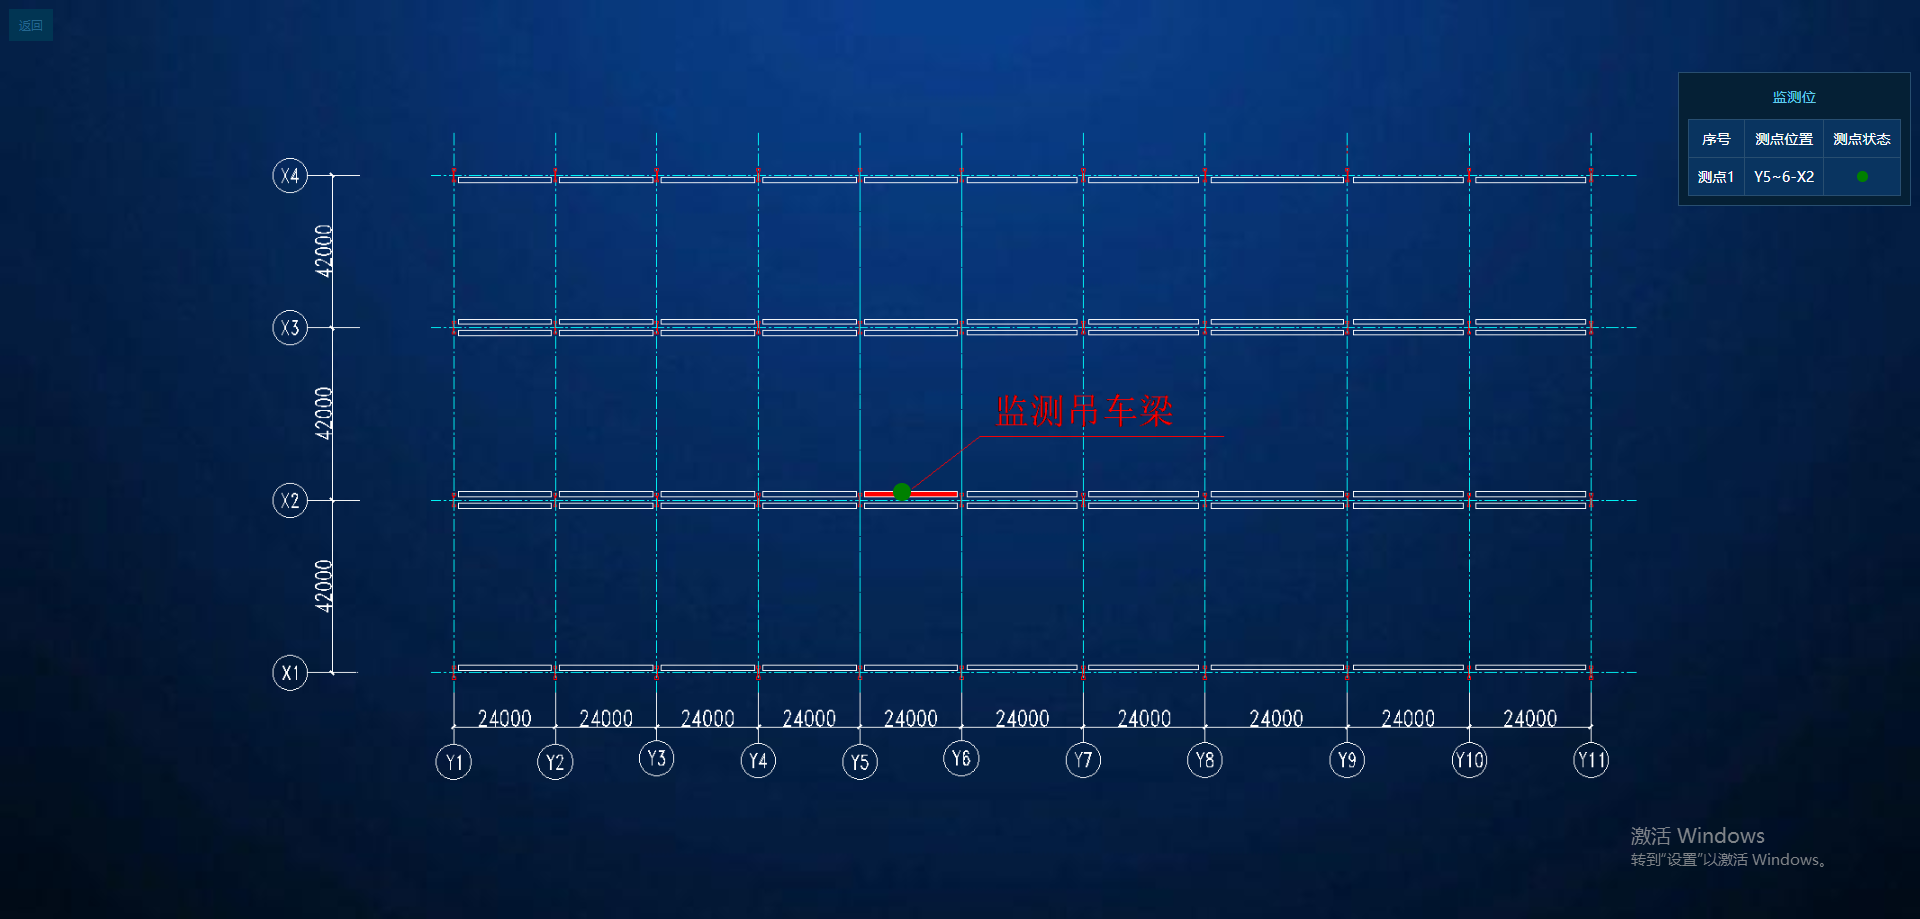 返回
监测位
序号 测点位置 测点状态
测点1 Y5~6-X2
X4
42000
X3
42000
监测吊车梁
X2
42000
X1
24000 24000 24000 24000 24000 24000 24000 24000 24000 24000
Y1 Y2 Y3 Y4 Y5 Y6 Y7 Y8 Y9 Y10 Y11
激活 Windows
转到“设置”以激活 Windows。